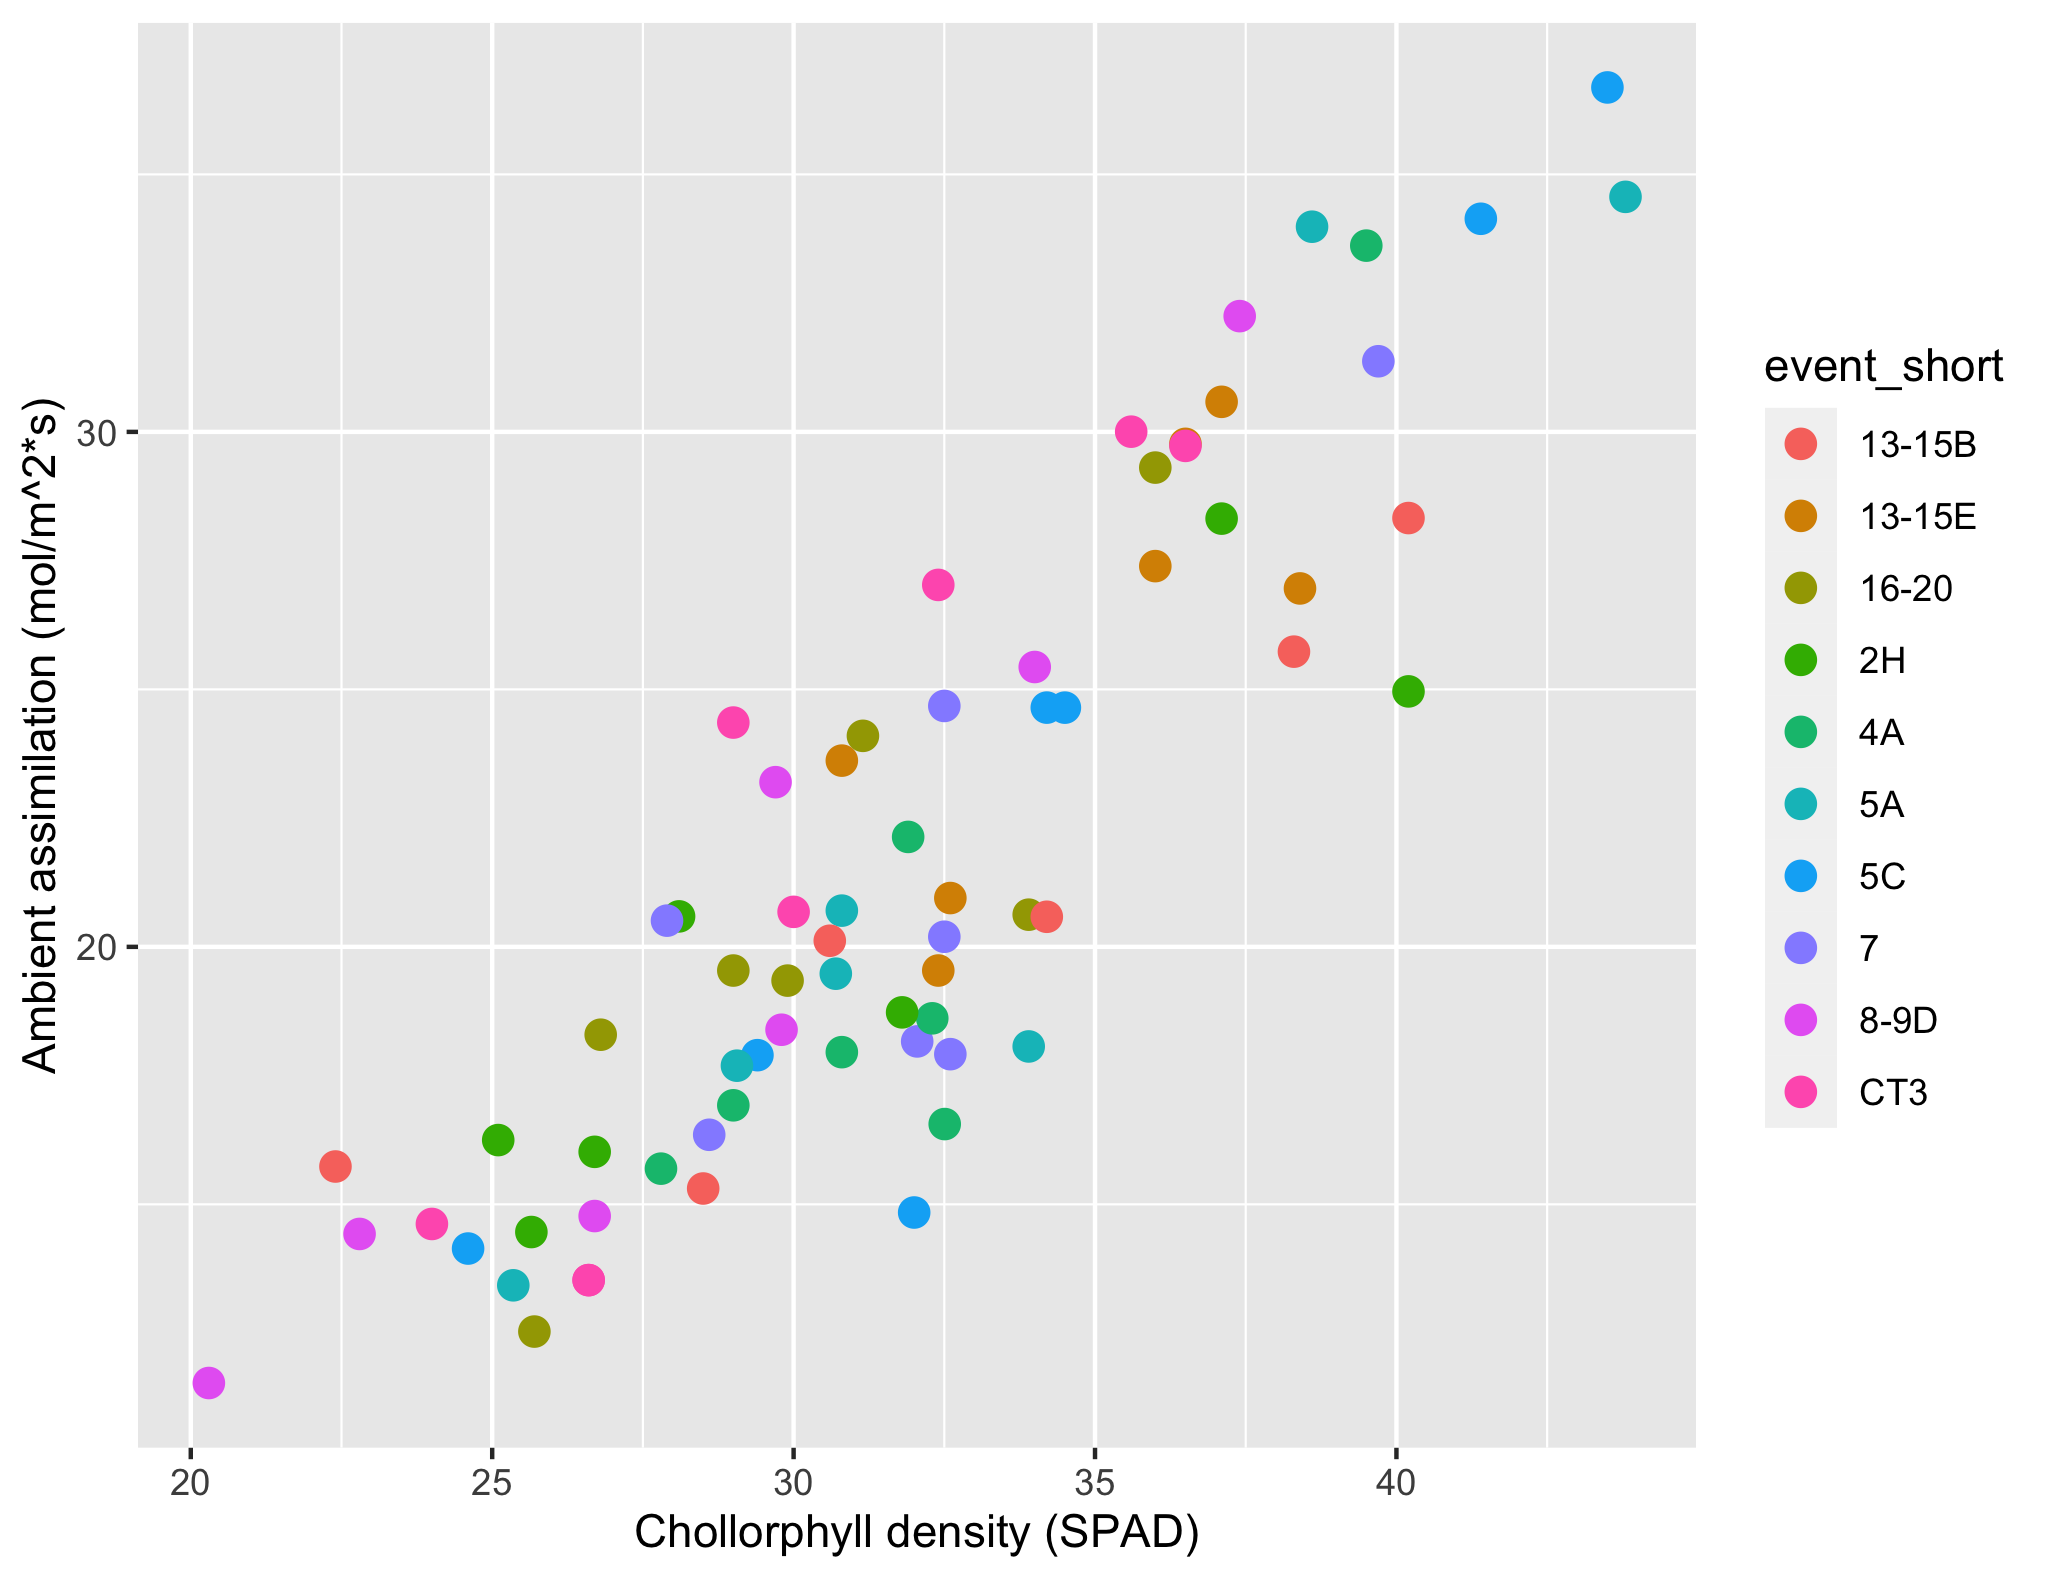 Ambient assimilation (mol/m^2*s)
30
20
20
25
30
35
40
Chollorphyll density (SPAD)
event_short
13-15B
13-15E
16-20
2H
4A
5A
5C
7
8-9D
CT3